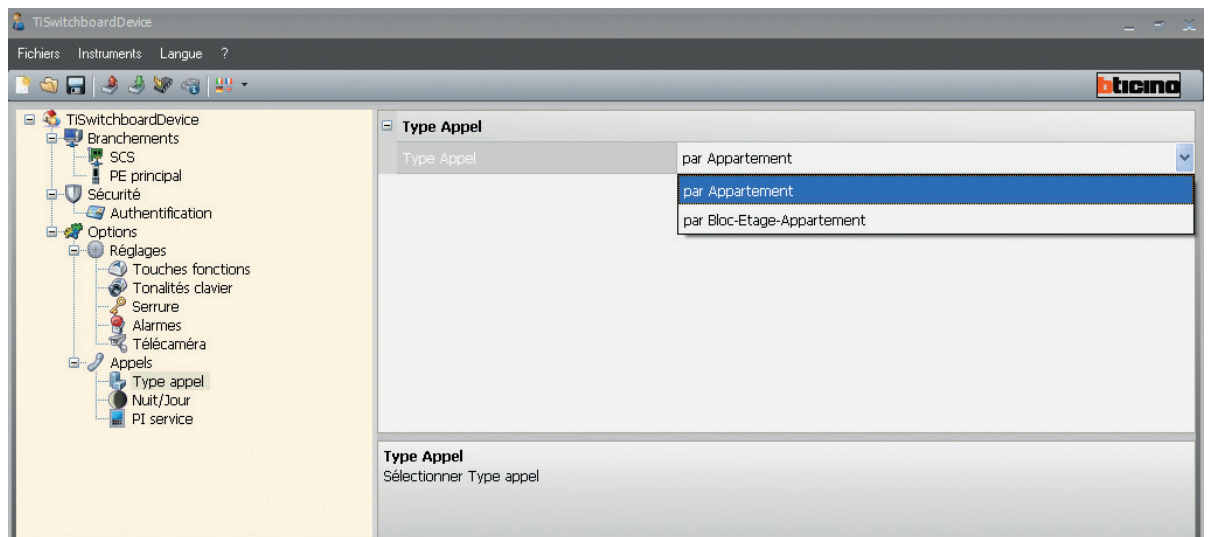 TiSwitchboardDevice
Fichiers Instruments Langue ?
bticino
TiSwitchboardDevice
Branchements
SCS
PE principal
Sécurité
Authentification
Options
Réglages
Touches fonctions
Tonalités clavier
Serrure
Alarmes
Télécaméra
Appels
Type appel
Nuit/Jour
PI service
Type Appel
Type Appel par Appartement
par Appartement
par Bloc-Etage-Appartement
Type Appel
Sélectionner Type appel